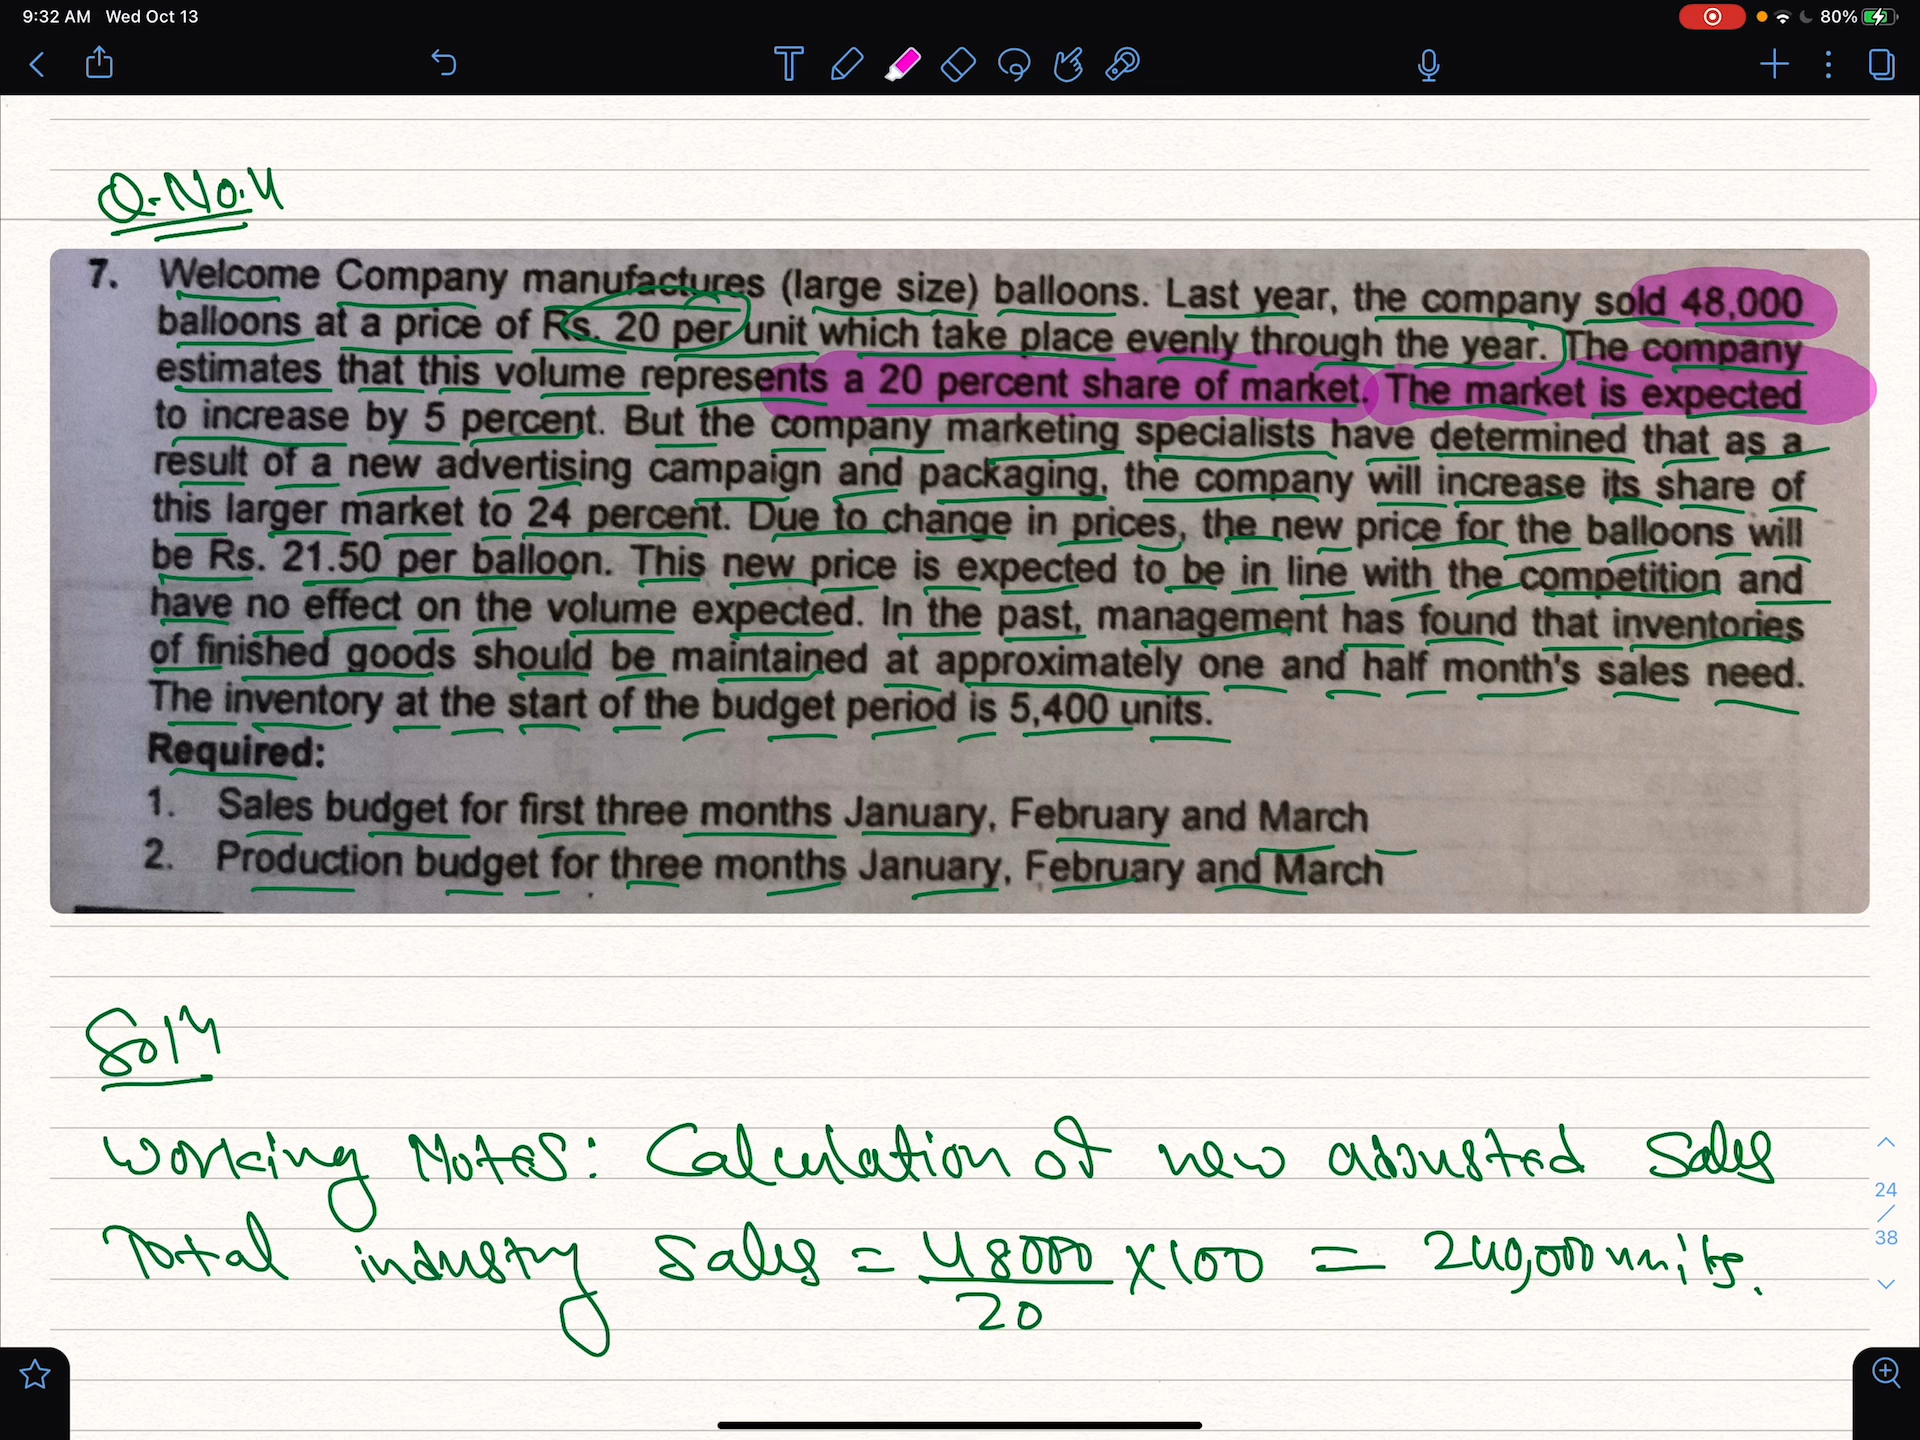 9:32 AM Wed Oct 13
80%
Q.No.4
7. Welcome Company manufactures (large size) balloons. Last year, the company sold 48,000
balloons at a price of Rs. 20 per unit which take place evenly through the year. The company
estimates that this volume represents a 20 percent share of market. The market is expected
to increase by 5 percent. But the company marketing specialists have determined that as a
result of a new advertising campaign and packaging, the company will increase its share of
this larger market to 24 percent. Due to change in prices, the new price for the balloons will
be Rs. 21.50 per balloon. This new price is expected to be in line with the competition and
have no effect on the volume expected. In the past, management has found that inventories
of finished goods should be maintained at approximately one and half month's sales need.
The inventory at the start of the budget period is 5,400 units.
Required:
1. Sales budget for first three months January, February and March
2. Production budget for three months January, February and March
Soln
Working Notes: Calculation of new adjusted Sales
Total industry Sales = 48000/20 × 100 = 240,000 units.
24
/
38